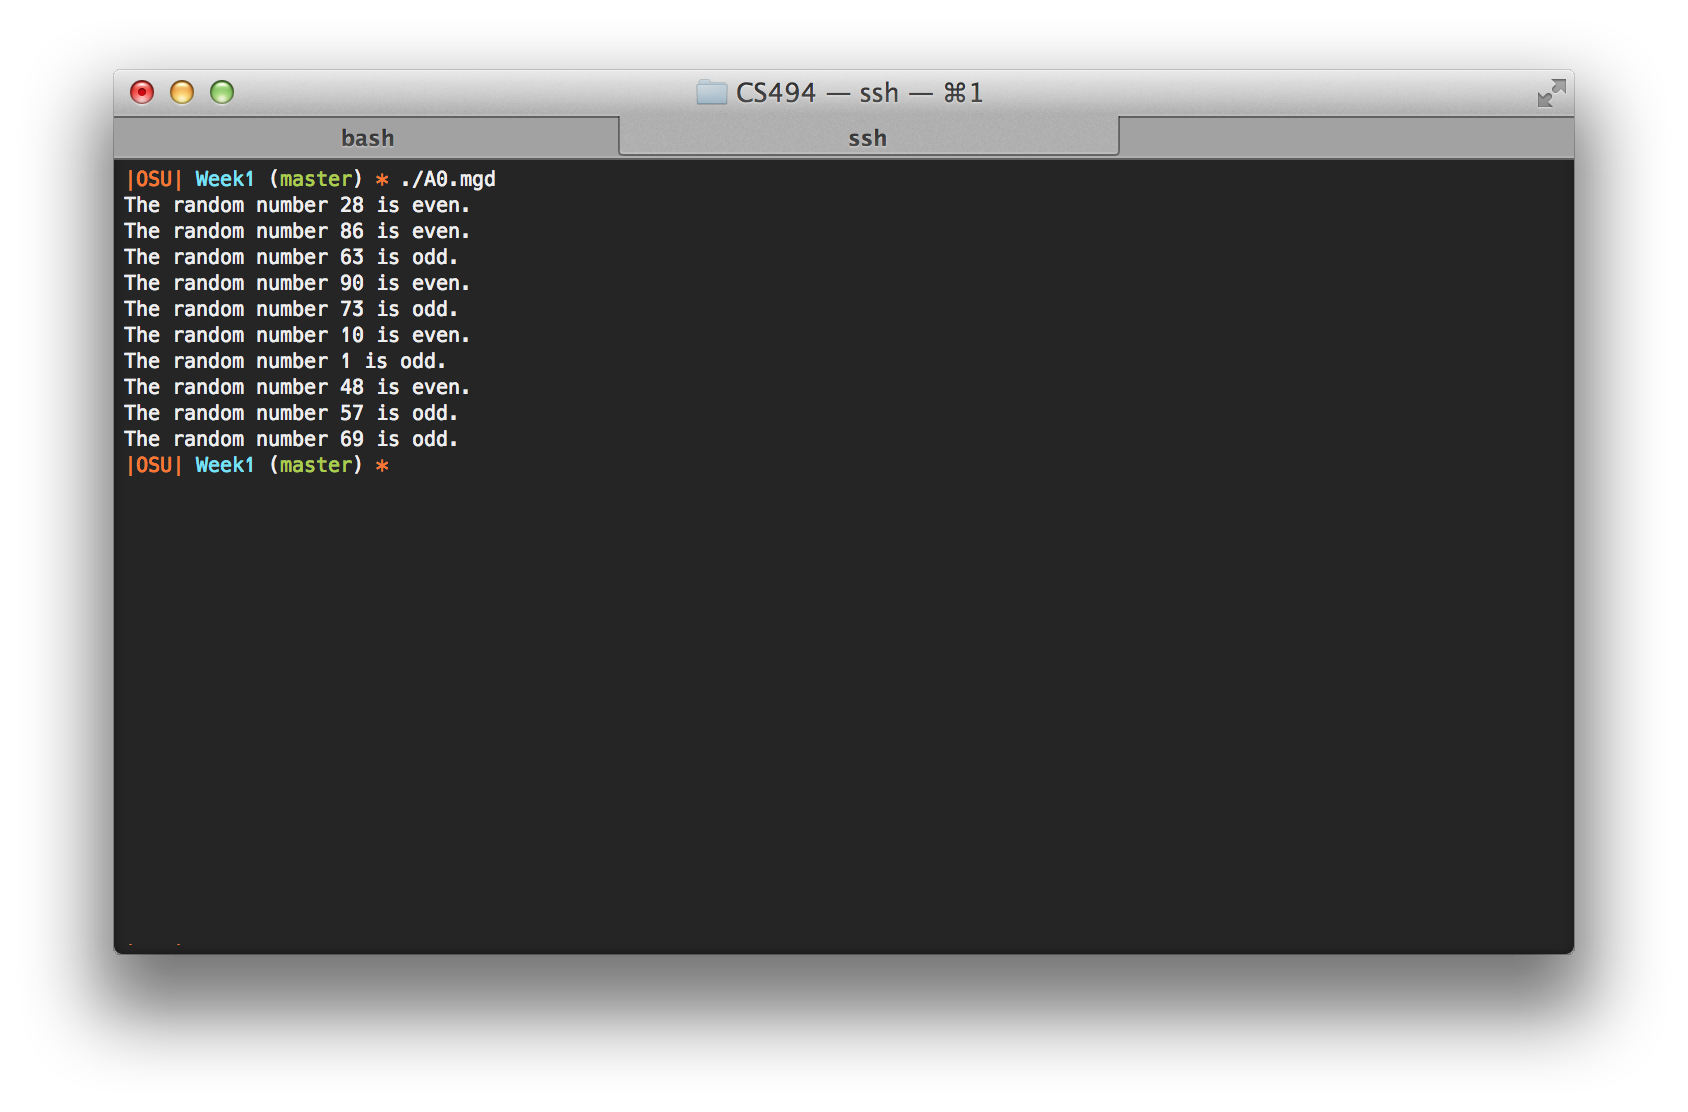 CS494 — ssh — ⌘1
bash ssh
|OSU| Week1 (master) * ./A0.mgd
The random number 28 is even.
The random number 86 is even.
The random number 63 is odd.
The random number 90 is even.
The random number 73 is odd.
The random number 10 is even.
The random number 1 is odd.
The random number 48 is even.
The random number 57 is odd.
The random number 69 is odd.
|OSU| Week1 (master) *